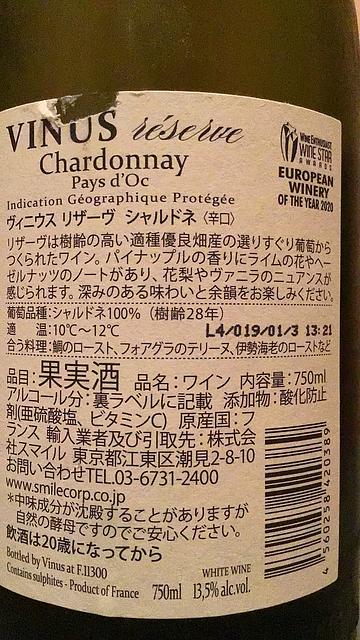 VINUS réserve
WINE ENTHUSIAST
WINE STAR
AWARDS
EUROPEAN
WINERY
OF THE YEAR 2020
Chardonnay
Pays d'Oc
Indication Géographique Protégée
ヴィニウス リザーヴ シャルドネ〈辛口〉
リザーヴは樹齢の高い適種優良畑産の選りすぐり葡萄から
つくられたワイン。パイナップルの香りにライムの花やヘー
ゼルナッツのノートがあり、花梨やヴァニラのニュアンスが
感じられます。深みのある味わいと余韻をお楽しみください。
葡萄品種:シャルドネ100%（樹齢28年）
適　温:10℃〜12℃
L4/019/01/3 13:21
合う料理:鯛のロースト、フォアグラのテリーヌ、伊勢海老のローストなど
品目:果実酒 品名:ワイン 内容量:750ml
アルコール分:裏ラベルに記載 添加物:酸化防止
剤(亜硫酸塩、ビタミンC) 原産国:フ
ランス 輸入業者及び引取先:株式会
社スマイル 東京都江東区潮見2-8-10
お問い合わせTEL.03-6731-2400
www.smilecorp.co.jp
*中味成分が沈殿することがありますが
自然の酵母ですのでご安心ください。
飲酒は20歳になってから
Bottled by Vinus at F.11300
Contains sulphites - Product of France
750ml
WHITE WINE
13,5% alc.vol.
4 560258 420389